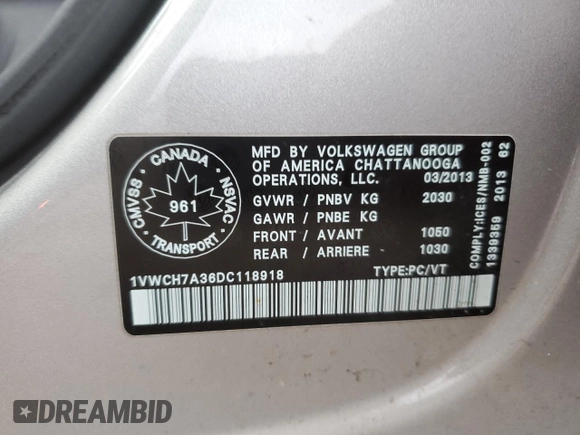 CMVSS CANADA NSVAC
961
TRANSPORT
MFD BY VOLKSWAGEN GROUP
OF AMERICA CHATTANOOGA
OPERATIONS, LLC. 03/2013
GVWR / PNBV KG 2030
GAWR / PNBE KG
FRONT / AVANT 1050
REAR / ARRIERE 1030
1VWCH7A36DC118918 TYPE:PC/VT
COMPLY:ICES/NMB-002
1339359 2013 62
DREAMBID